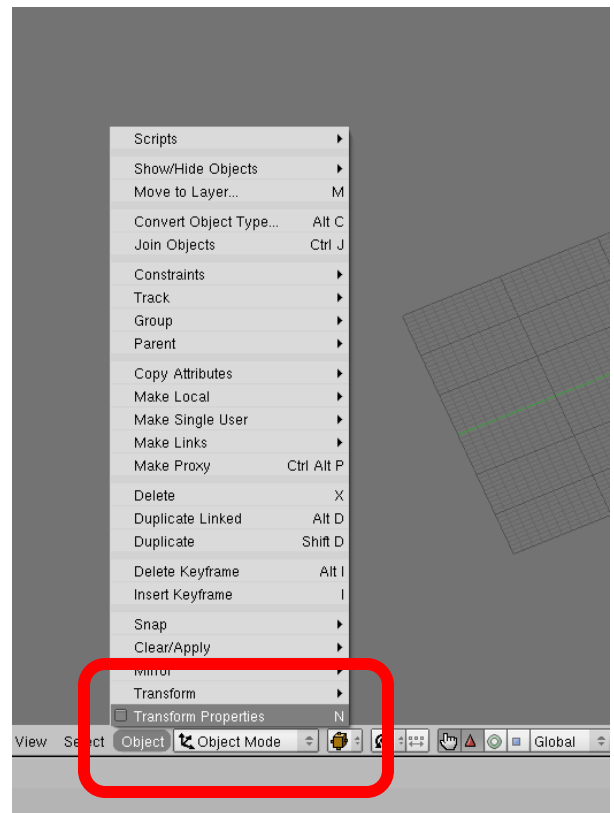 Scripts
Show/Hide Objects
Move to Layer... M
Convert Object Type... Alt C
Join Objects Ctrl J
Constraints
Track
Group
Parent
Copy Attributes
Make Local
Make Single User
Make Links
Make Proxy Ctrl Alt P
Delete X
Duplicate Linked Alt D
Duplicate Shift D
Delete Keyframe Alt I
Insert Keyframe I
Snap
Clear/Apply
Mirror
Transform
Transform Properties N
View Select Object Object Mode Global